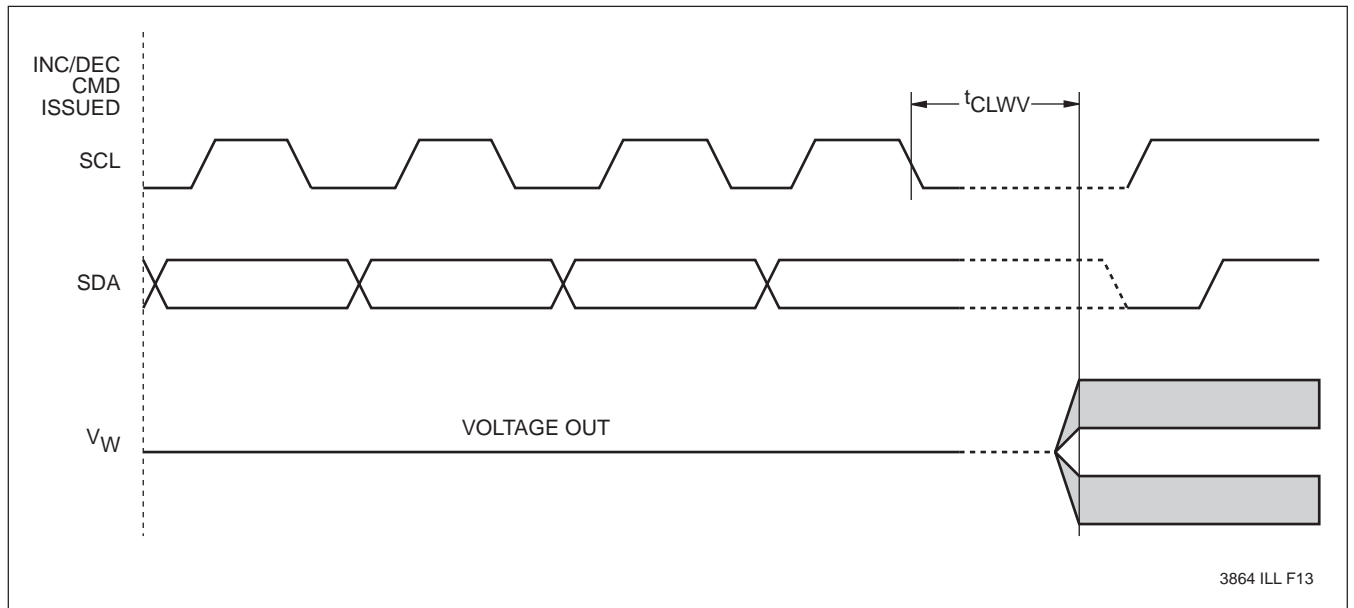 INC/DEC
CMD
ISSUED
tCLWV
SCL
SDA
VOLTAGE OUT
VW
3864 ILL F13